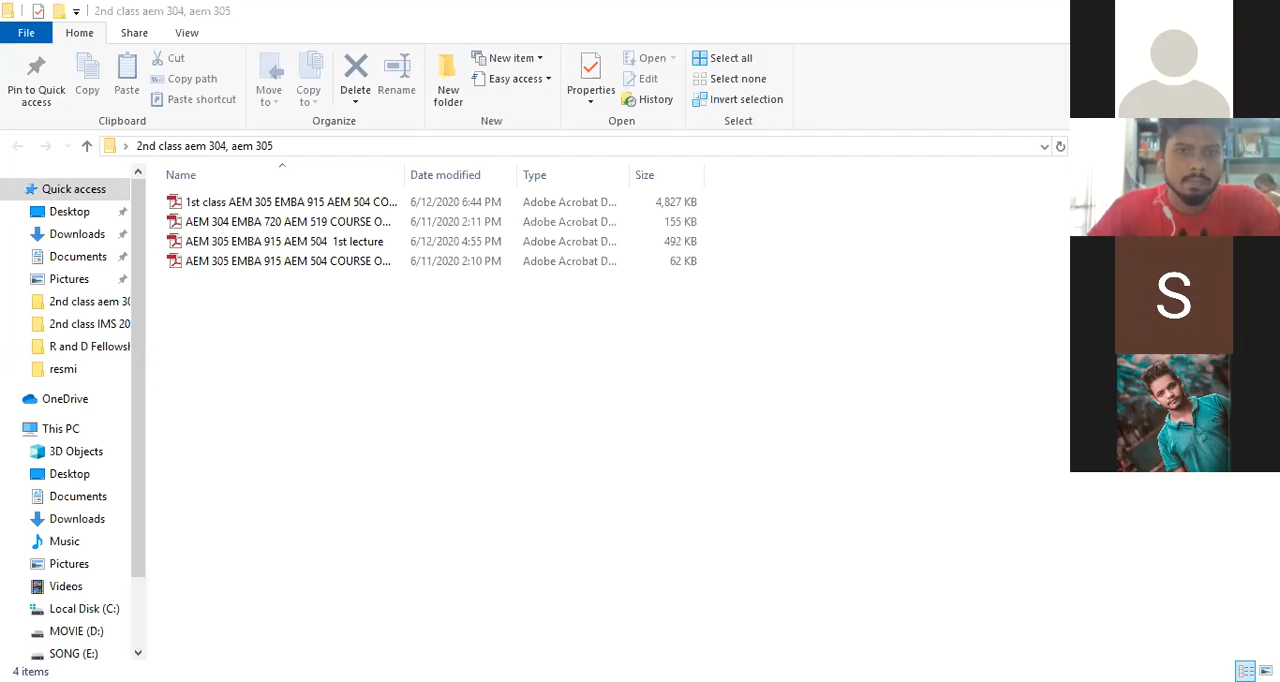 2nd class aem 304, aem 305
File Home Share View
Pin to Quick access
Copy
Paste
Cut
Copy path
Paste shortcut
Clipboard
Move to
Copy to
Delete
Rename
Organize
New folder
New item
Easy access
New
Properties
Open
Edit
History
Open
Select all
Select none
Invert selection
Select
2nd class aem 304, aem 305
Name Date modified Type Size
1st class AEM 305 EMBA 915 AEM 504 CO... 6/12/2020 6:44 PM Adobe Acrobat D... 4,827 KB
AEM 304 EMBA 720 AEM 519 COURSE O... 6/11/2020 2:11 PM Adobe Acrobat D... 155 KB
AEM 305 EMBA 915 AEM 504 1st lecture 6/12/2020 4:55 PM Adobe Acrobat D... 492 KB
AEM 305 EMBA 915 AEM 504 COURSE O... 6/11/2020 2:10 PM Adobe Acrobat D... 62 KB
Quick access
Desktop
Downloads
Documents
Pictures
2nd class aem 30
2nd class IMS 20
R and D Fellowsh
resmi
OneDrive
This PC
3D Objects
Desktop
Documents
Downloads
Music
Pictures
Videos
Local Disk (C:)
MOVIE (D:)
SONG (E:)
4 items
S